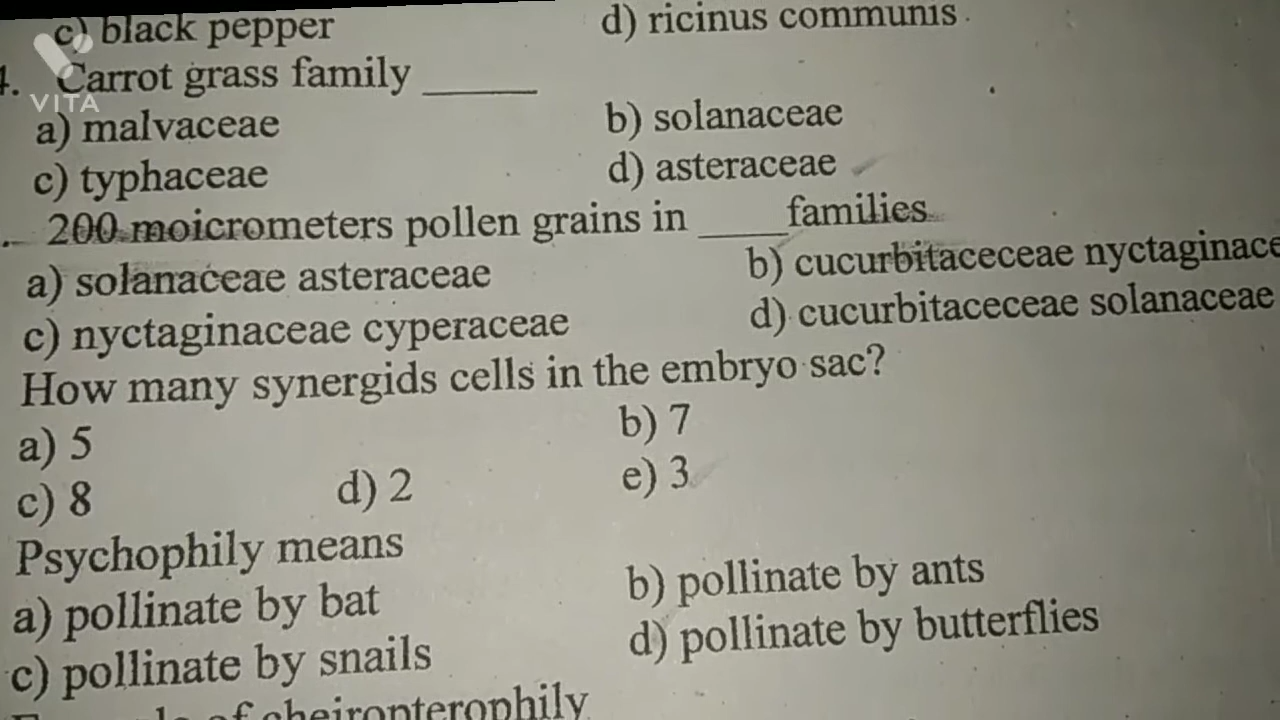 c) black pepper d) ricinus communis.
4. Carrot grass family ______
VITA
a) malvaceae b) solanaceae
c) typhaceae d) asteraceae
. 200 moicrometers pollen grains in _____families
a) solanaceae asteraceae b) cucurbitaceceae nyctaginace
c) nyctaginaceae cyperaceae d) cucurbitaceceae solanaceae
How many synergids cells in the embryo sac?
a) 5 b) 7
c) 8 d) 2 e) 3
Psychophily means
a) pollinate by bat b) pollinate by ants
c) pollinate by snails d) pollinate by butterflies
of cheiropterophily